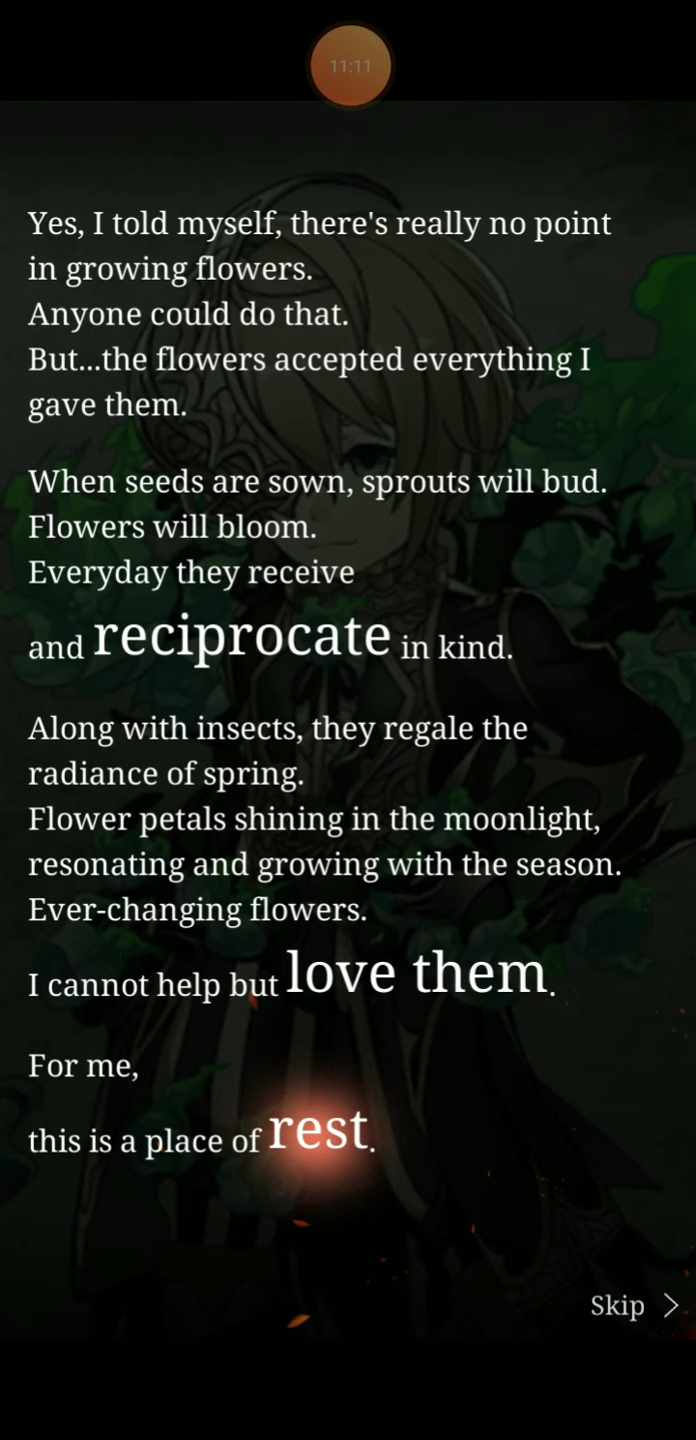 11:11
Yes, I told myself, there's really no point
in growing flowers.
Anyone could do that.
But...the flowers accepted everything I
gave them.
When seeds are sown, sprouts will bud.
Flowers will bloom.
Everyday they receive
and reciprocate in kind.
Along with insects, they regale the
radiance of spring.
Flower petals shining in the moonlight,
resonating and growing with the season.
Ever-changing flowers.
I cannot help but love them.
For me,
this is a place of rest.
Skip >